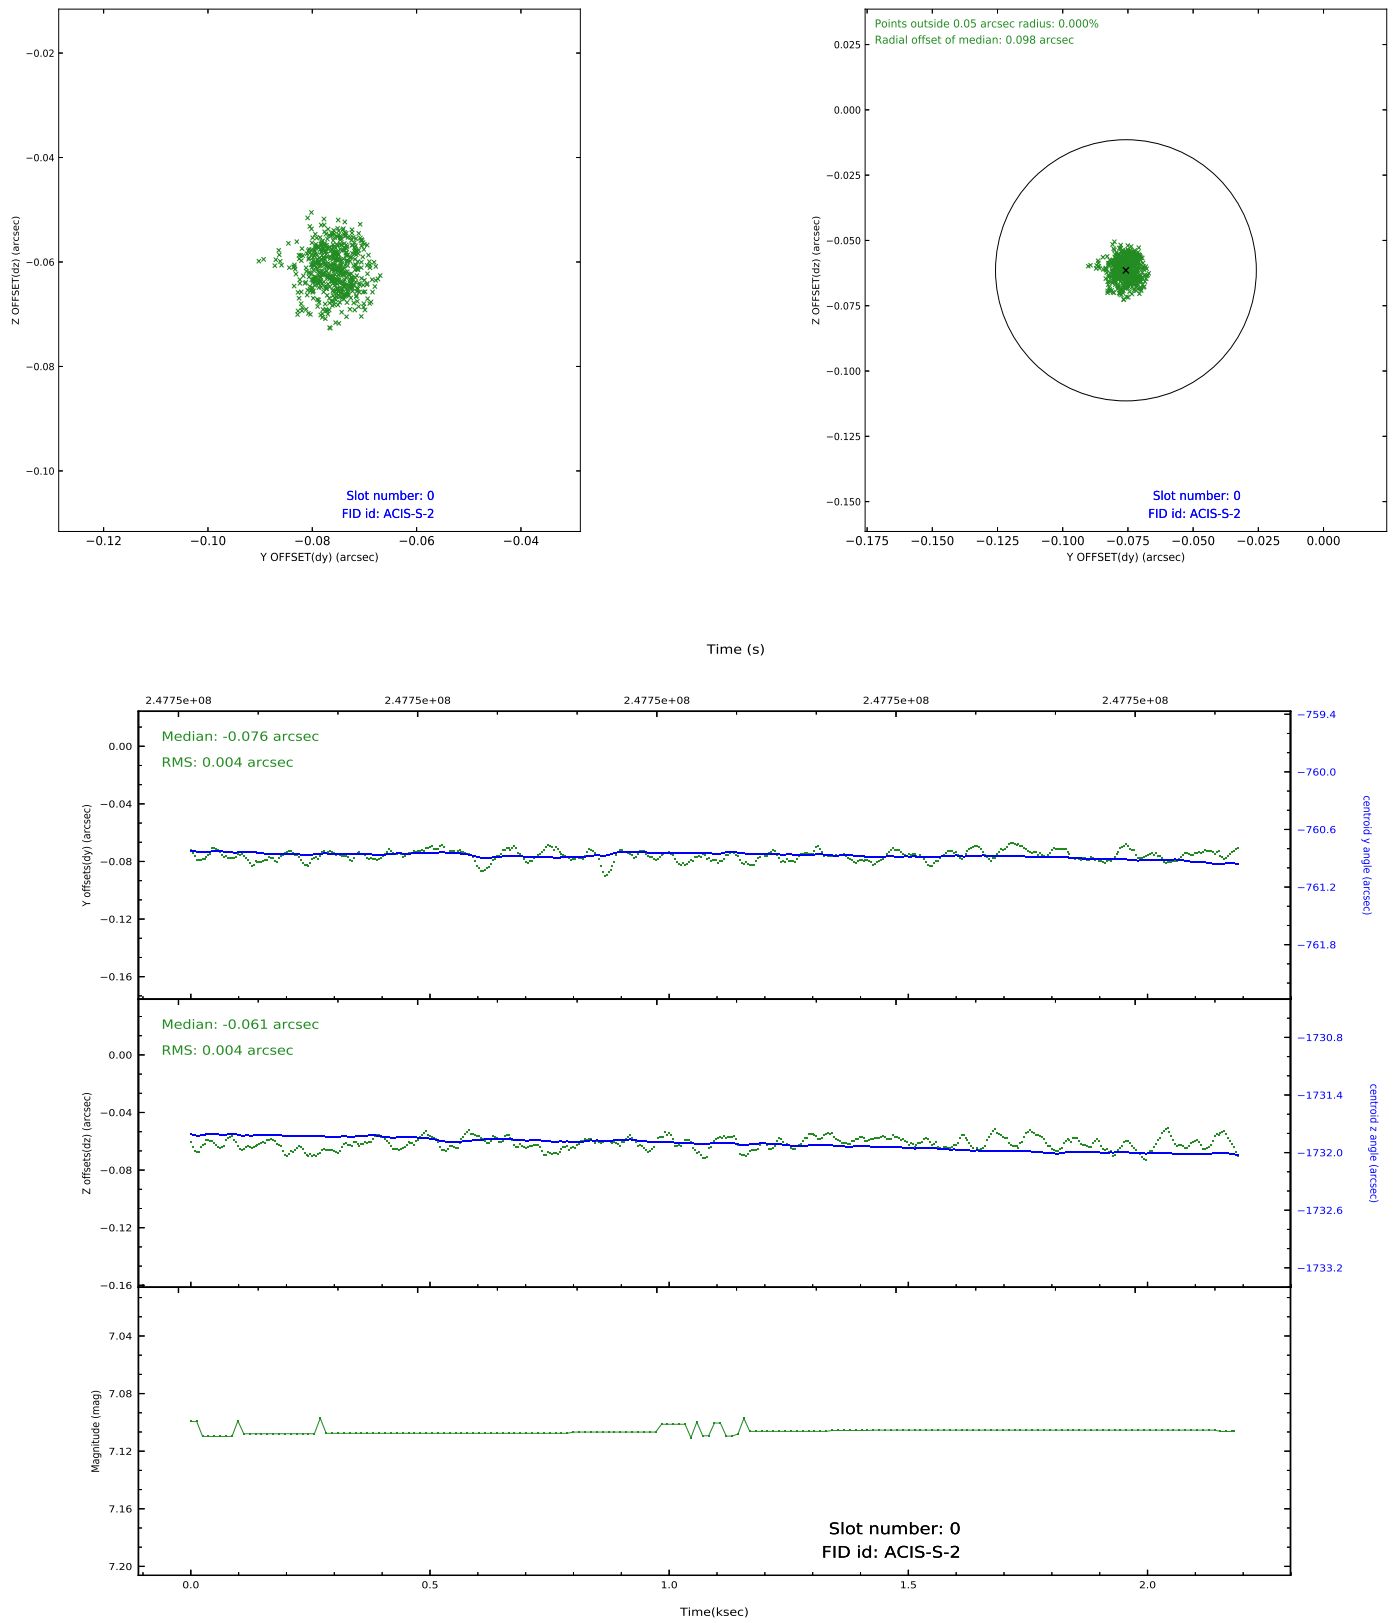 −0.02
−0.04
−0.06
−0.08
−0.10
Z OFFSET(dz) (arcsec)
Slot number: 0
FID id: ACIS-S-2
−0.12
−0.10
−0.08
−0.06
−0.04
Y OFFSET(dy) (arcsec)
Points outside 0.05 arcsec radius: 0.000%
Radial offset of median: 0.098 arcsec
0.025
0.000
−0.025
−0.050
−0.075
−0.100
−0.125
−0.150
Z OFFSET(dz) (arcsec)
Slot number: 0
FID id: ACIS-S-2
−0.175
−0.150
−0.125
−0.100
−0.075
−0.050
−0.025
0.000
Y OFFSET(dy) (arcsec)
Time (s)
2.4775e+08
2.4775e+08
2.4775e+08
2.4775e+08
2.4775e+08
Median: -0.076 arcsec
RMS: 0.004 arcsec
0.00
−0.04
−0.08
−0.12
−0.16
Y offsets(dy) (arcsec)
−759.4
−760.0
−760.6
−761.2
−761.8
centroid y angle (arcsec)
Median: -0.061 arcsec
RMS: 0.004 arcsec
0.00
−0.04
−0.08
−0.12
−0.16
Z offsets(dz) (arcsec)
−1730.8
−1731.4
−1732.0
−1732.6
−1733.2
centroid z angle (arcsec)
7.04
7.08
7.12
7.16
7.20
Magnitude (mag)
Slot number: 0
FID id: ACIS-S-2
0.0
0.5
1.0
1.5
2.0
Time(ksec)